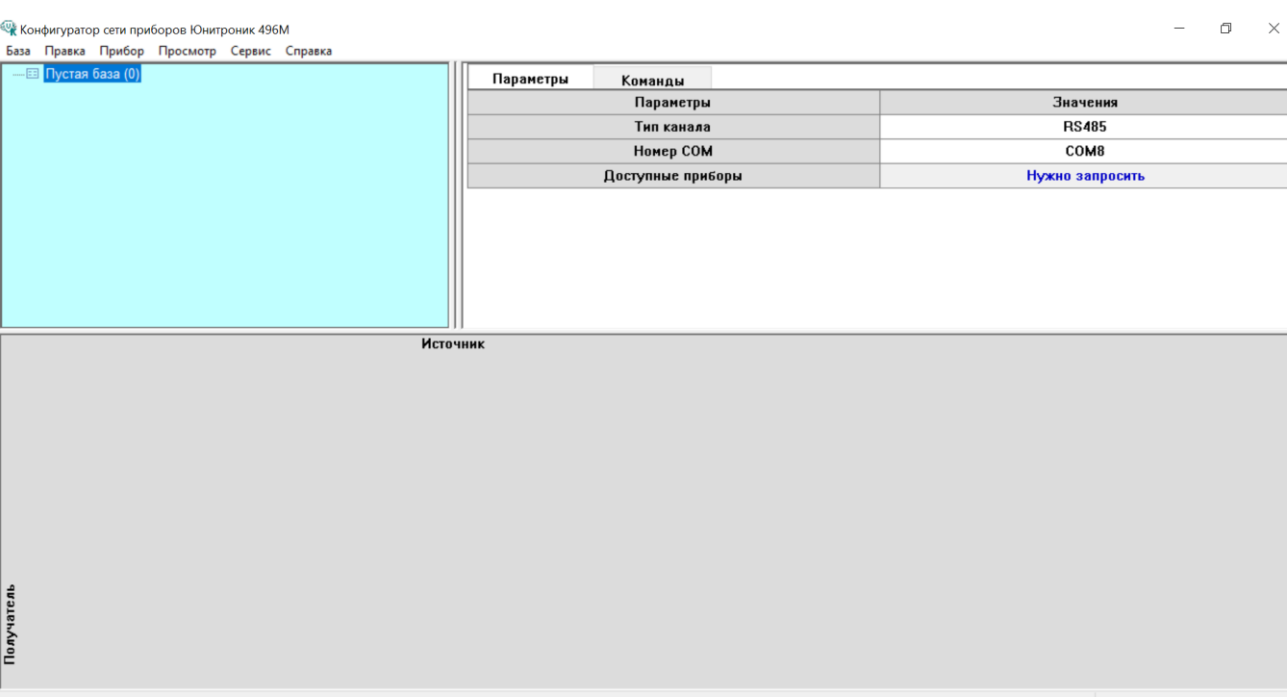 Конфигуратор сети приборов Юнитроник 496М
База Правка Прибор Просмотр Сервис Справка
Пустая база (0)
Параметры Команды
Параметры Значения
Тип канала RS485
Номер COM COM8
Доступные приборы Нужно запросить
Источник
Получатель